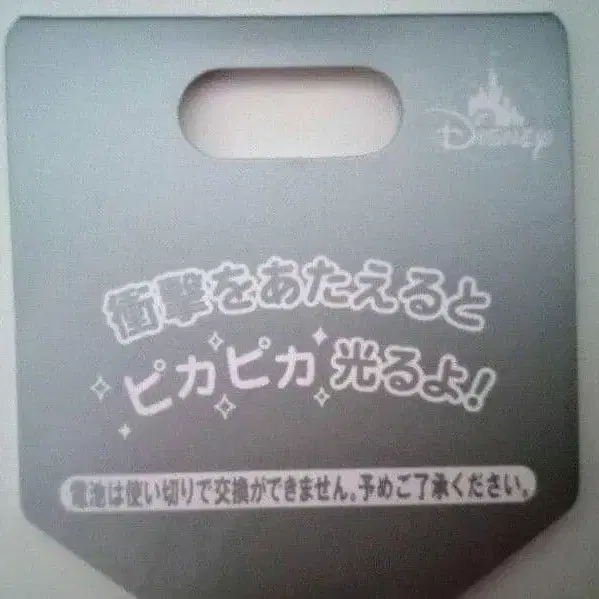 Disney
衝撃をあたえると
ピカピカ光るよ!
電池は使い切りで交換ができません。予めご了承ください。